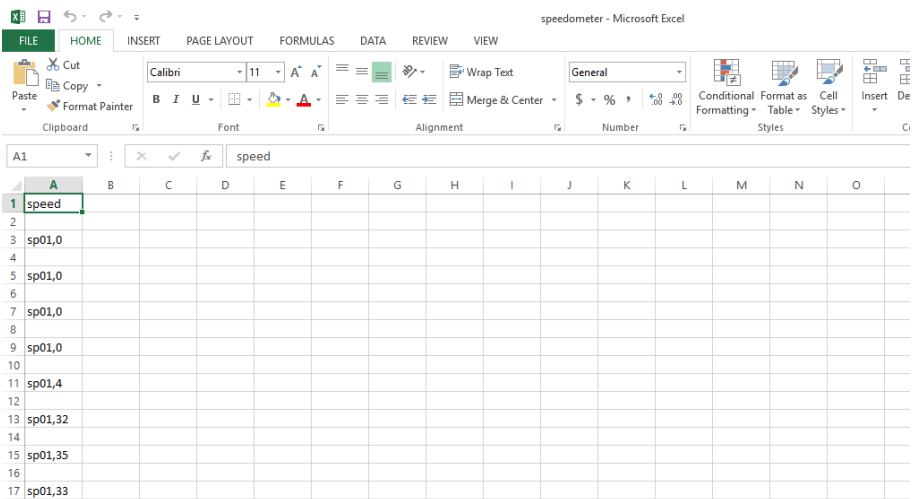 speedometer - Microsoft Excel
FILE HOME INSERT PAGE LAYOUT FORMULAS DATA REVIEW VIEW
Paste
Cut
Copy
Format Painter
Clipboard
Calibri 11 A A
B I U A
Font
Wrap Text
Merge & Center
Alignment
General
$ % , .00 .00
Number
Conditional Formatting
Format as Table
Cell Styles
Styles
Insert
A1 fx speed
A B C D E F G H I J K L M N O
1 speed
2
3 sp01,0
4
5 sp01,0
6
7 sp01,0
8
9 sp01,0
10
11 sp01,4
12
13 sp01,32
14
15 sp01,35
16
17 sp01,33